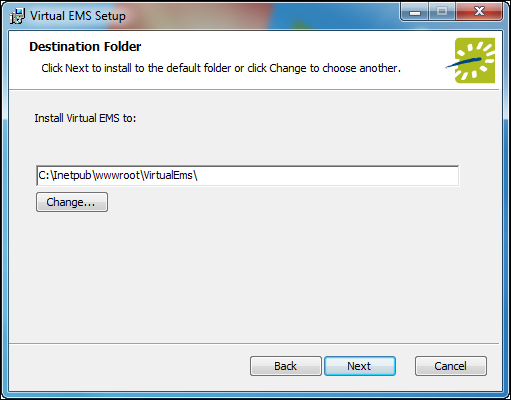 Virtual EMS Setup
Destination Folder
Click Next to install to the default folder or click Change to choose another.
Install Virtual EMS to:
C:\Inetpub\wwwroot\VirtualEms\
Change...
Back Next Cancel